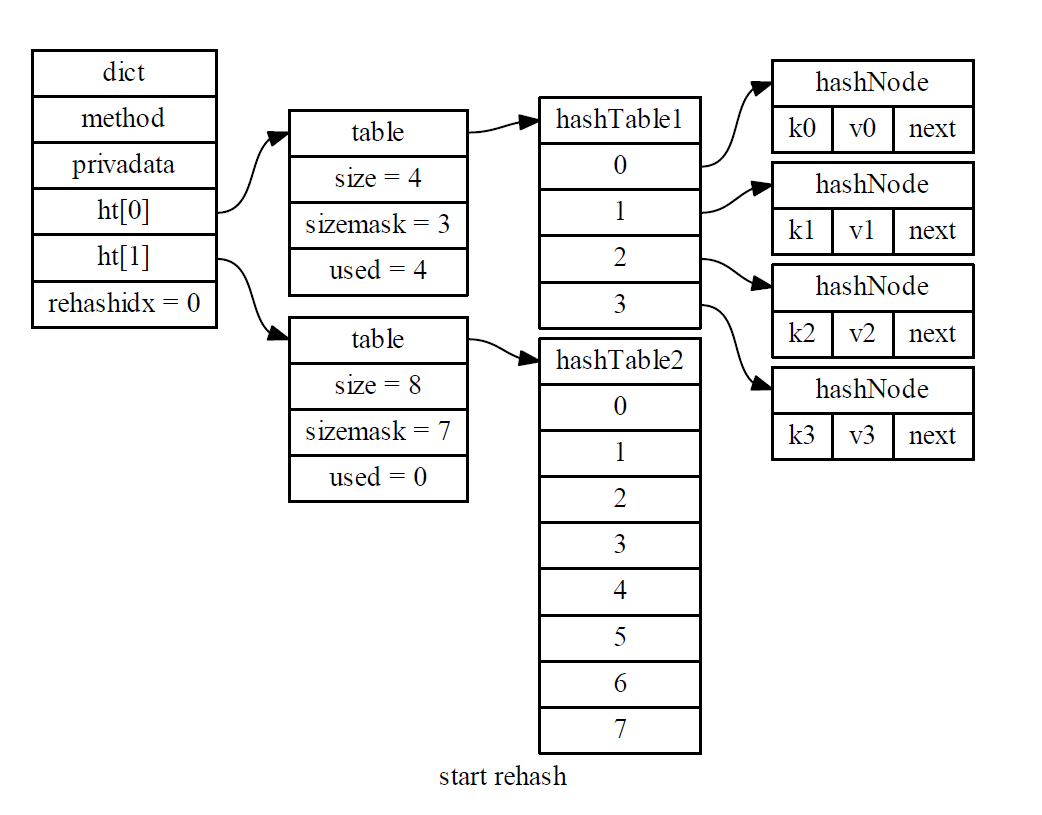 dict
method
privadata
ht[0]
ht[1]
rehashidx = 0
table
size = 4
sizemask = 3
used = 4
table
size = 8
sizemask = 7
used = 0
hashTable1
0
1
2
3
hashTable2
0
1
2
3
4
5
6
7
hashNode
k0 v0 next
hashNode
k1 v1 next
hashNode
k2 v2 next
hashNode
k3 v3 next
start rehash